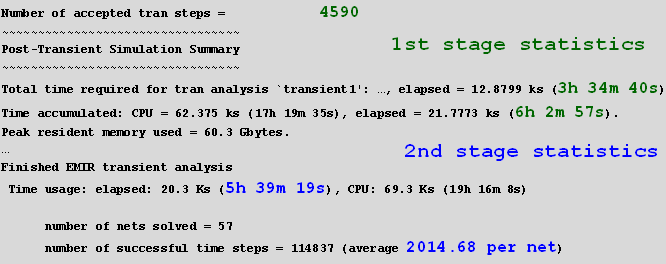 Number of accepted tran steps = 4590
~~~~~~~~~~~~~~~~~~~~~~~~~~~~~~~~
1st stage statistics
Post-Transient Simulation Summary
~~~~~~~~~~~~~~~~~~~~~~~~~~~~~~~~
Total time required for tran analysis `transient1': …, elapsed = 12.8799 ks (3h 34m 40s)
Time accumulated: CPU = 62.375 ks (17h 19m 35s), elapsed = 21.7773 ks (6h 2m 57s).
Peak resident memory used = 60.3 Gbytes.
…
2nd stage statistics
Finished EMIR transient analysis
Time usage: elapsed: 20.3 Ks (5h 39m 19s), CPU: 69.3 Ks (19h 16m 8s)
number of nets solved = 57
number of successful time steps = 114837 (average 2014.68 per net)